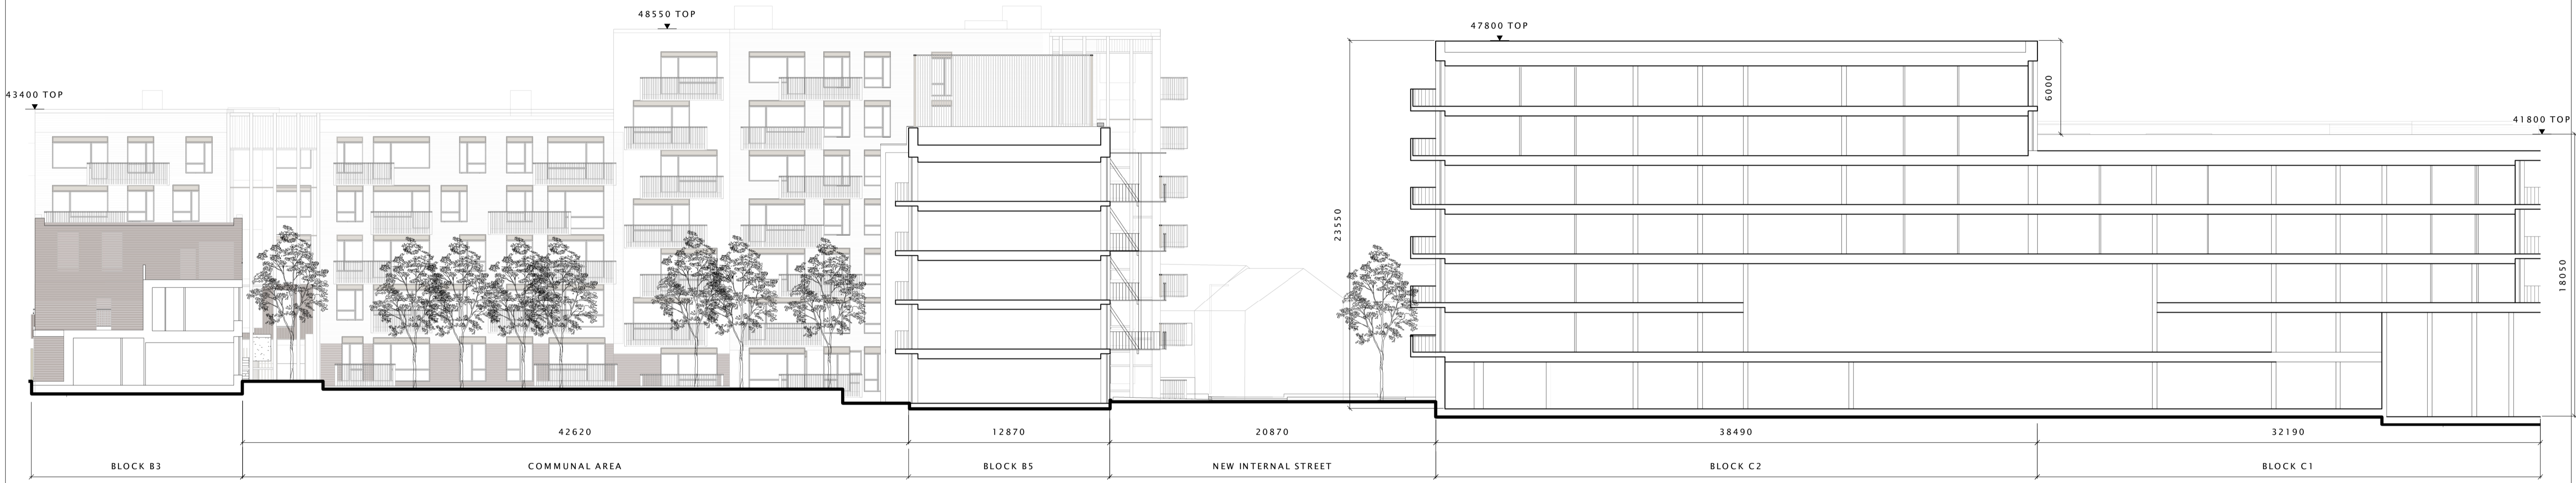 48550 TOP
47800 TOP
43400 TOP
6000
41800 TOP
23550
18050
42620
12870
20870
38490
32190
BLOCK B3
COMMUNAL AREA
BLOCK B5
NEW INTERNAL STREET
BLOCK C2
BLOCK C1